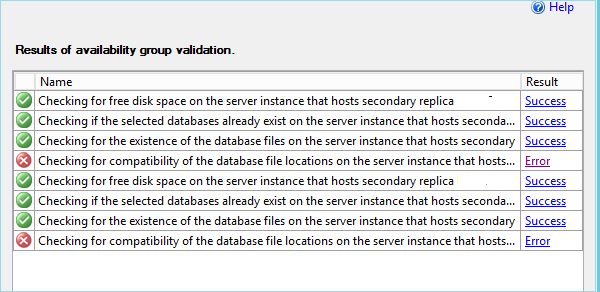 Help
Results of availability group validation.
Name Result
Checking for free disk space on the server instance that hosts secondary replica Success
Checking if the selected databases already exist on the server instance that hosts seconda... Success
Checking for the existence of the database files on the server instance that hosts secondary Success
Checking for compatibility of the database file locations on the server instance that hosts... Error
Checking for free disk space on the server instance that hosts secondary replica Success
Checking if the selected databases already exist on the server instance that hosts seconda... Success
Checking for the existence of the database files on the server instance that hosts secondary Success
Checking for compatibility of the database file locations on the server instance that hosts... Error